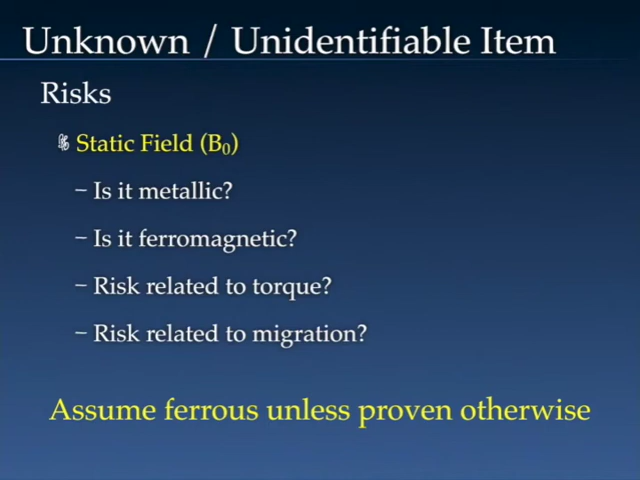 Unknown / Unidentifiable Item
Risks
Static Field (B₀)
– Is it metallic?
– Is it ferromagnetic?
– Risk related to torque?
– Risk related to migration?
Assume ferrous unless proven otherwise